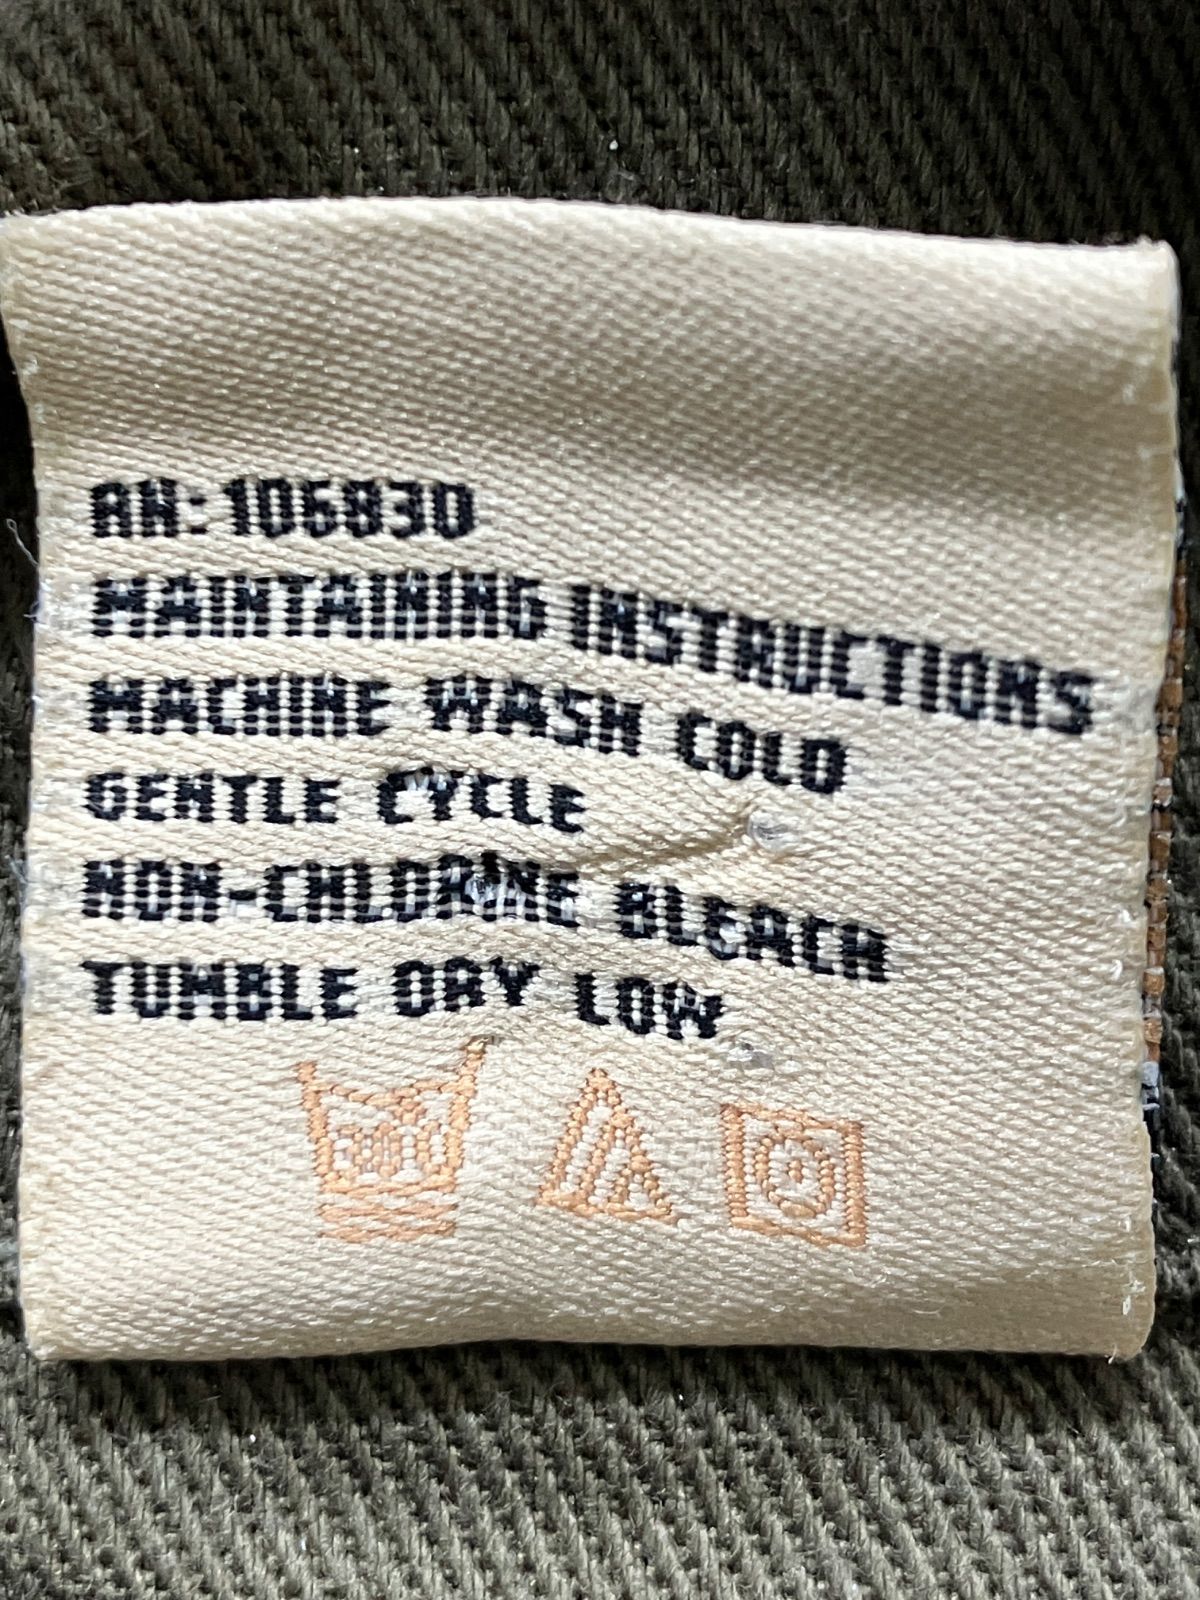 RN:106830
MAINTAINING INSTRUCTIONS
MACHINE WASH COLD
GENTLE CYCLE
NON-CHLORINE BLEACH
TUMBLE DRY LOW